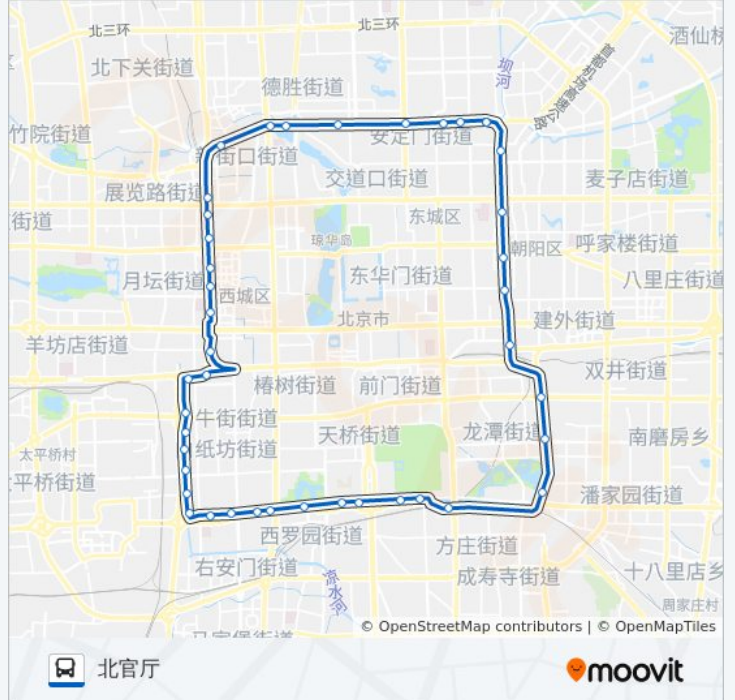 北三环
北三环
酒仙桥
北下关街道
首都机场高速公路
坝河
德胜街道
竹院街道
安定门街道
新街口街道
交道口街道
麦子店街道
展览路街道
街道
东城区
琼华岛
朝阳区
呼家楼街道
月坛街道
东华门街道
八里庄街道
西城区
北京市
建外街道
羊坊店街道
双井街道
椿树街道
前门街道
牛街街道
天桥街道
龙潭街道
南磨房乡
太平桥村
纸坊街道
平桥街道
潘家园街道
西罗园街道
方庄街道
右安门街道
凉水河
成寿寺街道
十八里店乡
周家庄村
马家堡街道
© OpenStreetMap contributors | © OpenMapTiles
北官厅
moovit